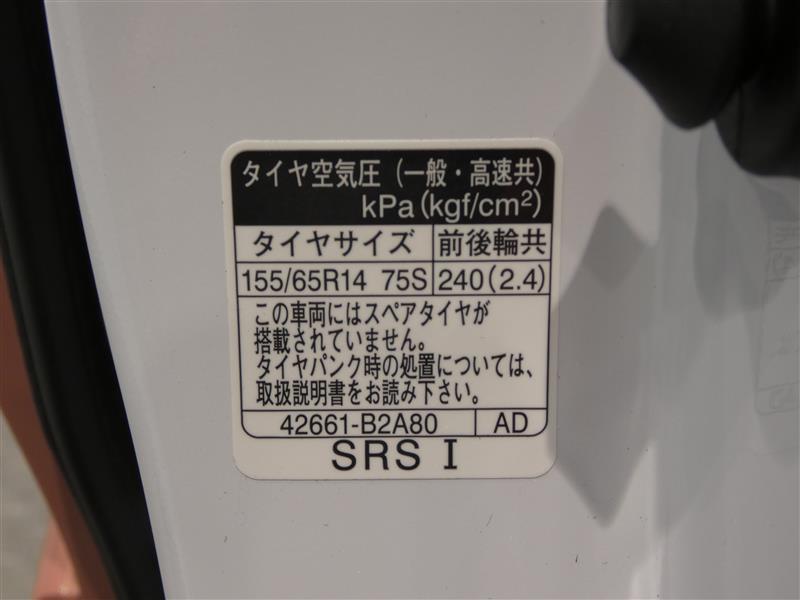 タイヤ空気圧（一般・高速共）
kPa(kgf/cm²)
タイヤサイズ 前後輪共
155/65R14 75S 240(2.4)
この車両にはスペアタイヤが
搭載されていません。
タイヤパンク時の処置については、
取扱説明書をお読み下さい。
42661-B2A80 AD
SRS I